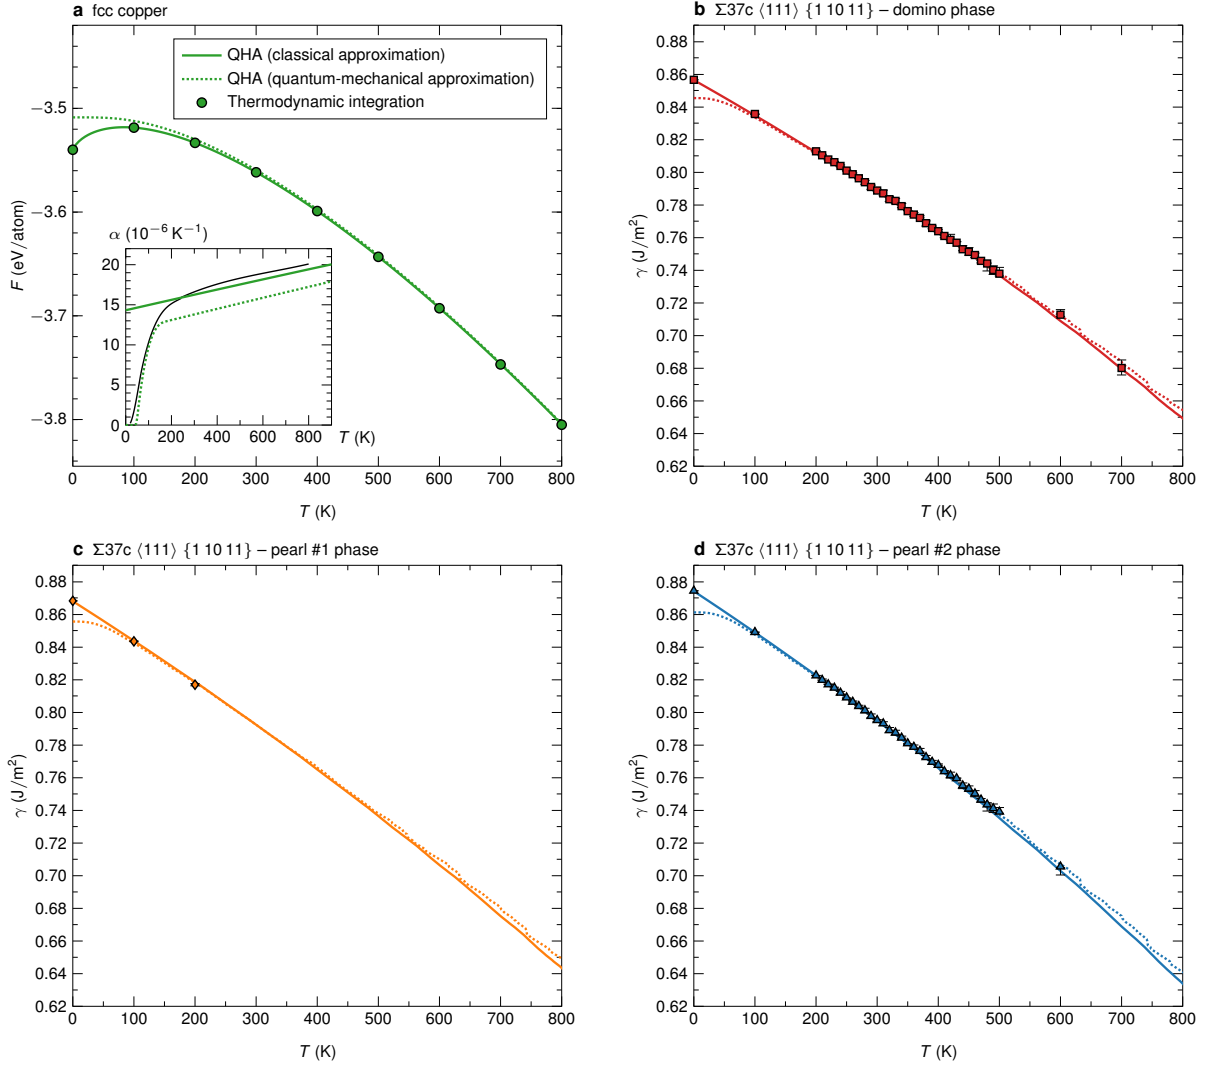 a fcc copper
QHA (classical approximation)
QHA (quantum-mechanical approximation)
Thermodynamic integration
−3.5
−3.6
−3.7
−3.8
F (eV/atom)
α (10⁻⁶ K⁻¹)
20
15
10
5
0
0 200 400 600 800
T (K)
0 100 200 300 400 500 600 700 800
T (K)
b Σ37c ⟨111⟩ {1 10 11} – domino phase
0.88
0.86
0.84
0.82
0.80
0.78
0.76
0.74
0.72
0.70
0.68
0.66
0.64
0.62
γ (J/m²)
0 100 200 300 400 500 600 700 800
T (K)
c Σ37c ⟨111⟩ {1 10 11} – pearl #1 phase
0.88
0.86
0.84
0.82
0.80
0.78
0.76
0.74
0.72
0.70
0.68
0.66
0.64
0.62
γ (J/m²)
0 100 200 300 400 500 600 700 800
T (K)
d Σ37c ⟨111⟩ {1 10 11} – pearl #2 phase
0.88
0.86
0.84
0.82
0.80
0.78
0.76
0.74
0.72
0.70
0.68
0.66
0.64
0.62
γ (J/m²)
0 100 200 300 400 500 600 700 800
T (K)